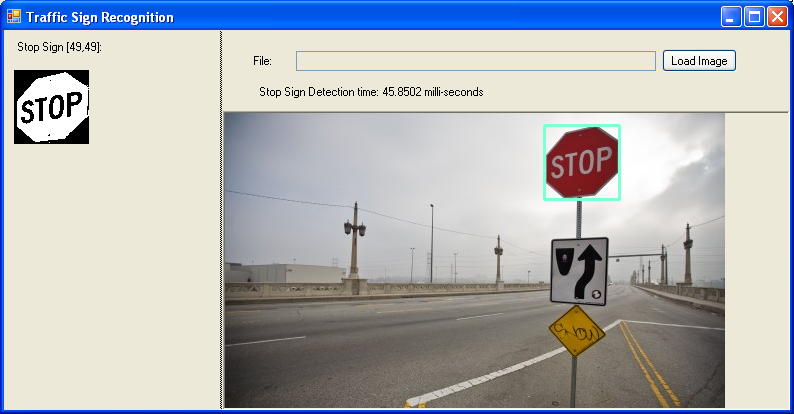 Traffic Sign Recognition
Stop Sign [49,49]:
STOP
File:
Load Image
Stop Sign Detection time: 45.8502 milli-seconds
STOP